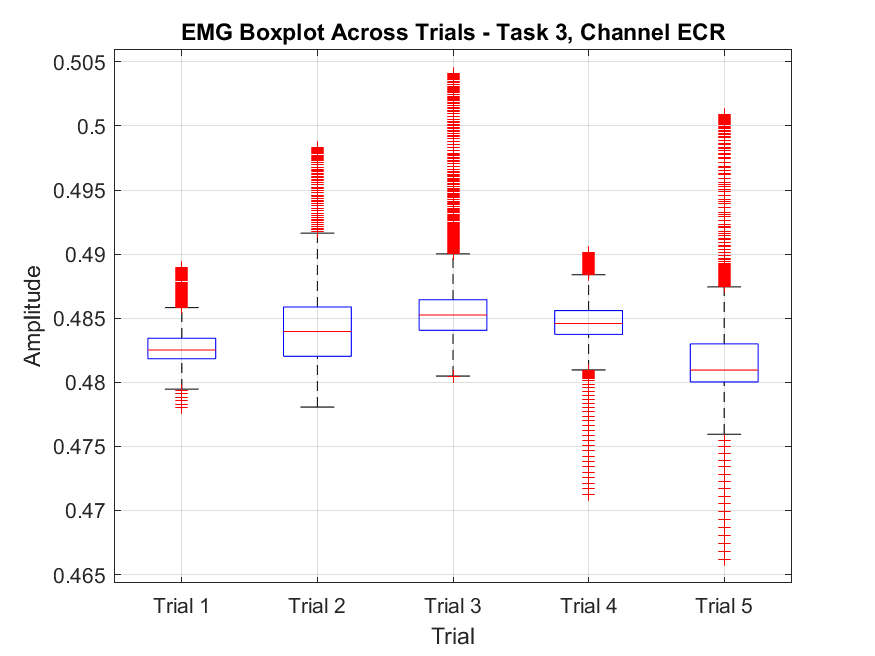 EMG Boxplot Across Trials - Task 3, Channel ECR
0.505
0.5
0.495
0.49
0.485
0.48
0.475
0.47
0.465
Amplitude
Trial 1 Trial 2 Trial 3 Trial 4 Trial 5
Trial